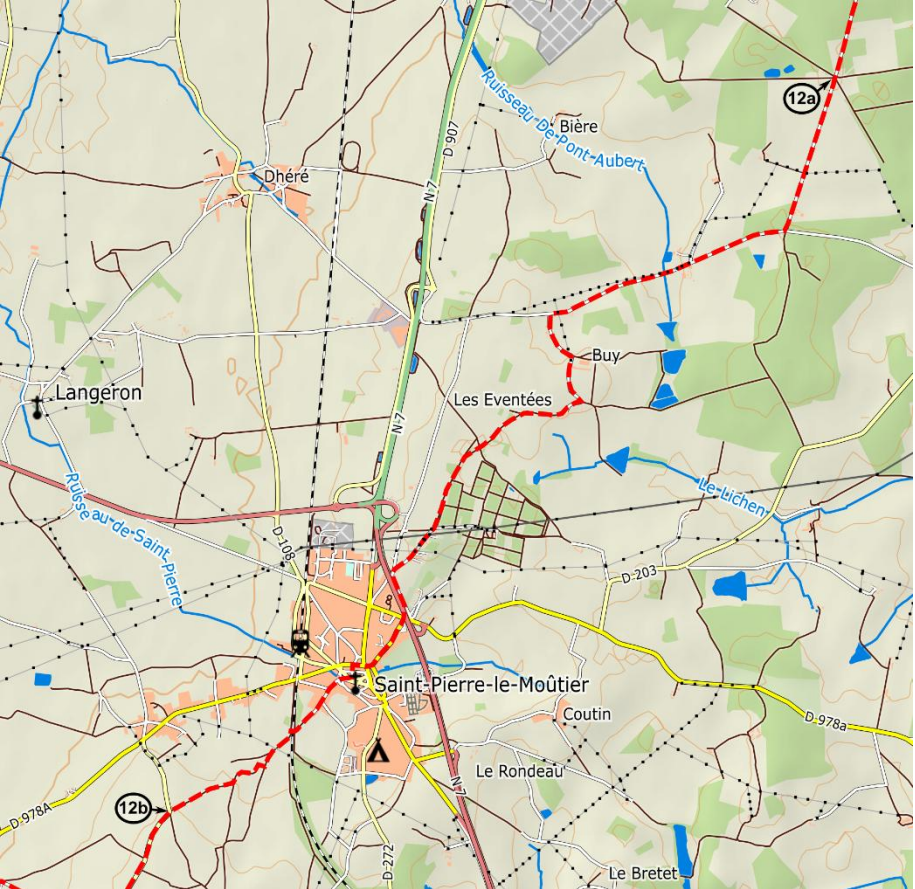 Ruisseau De Pont-Aubert
12a
D 907
Bière
N 7
Dhéré
Buy
Langeron
Les Eventées
N 7
Ruisseau de Saint-Pierre
Le Lichen
D 108
D 203
Saint-Pierre-le-Moûtier
Coutin
D 978a
Le Rondeau
N 7
12b
D 978A
D 272
Le Bretet